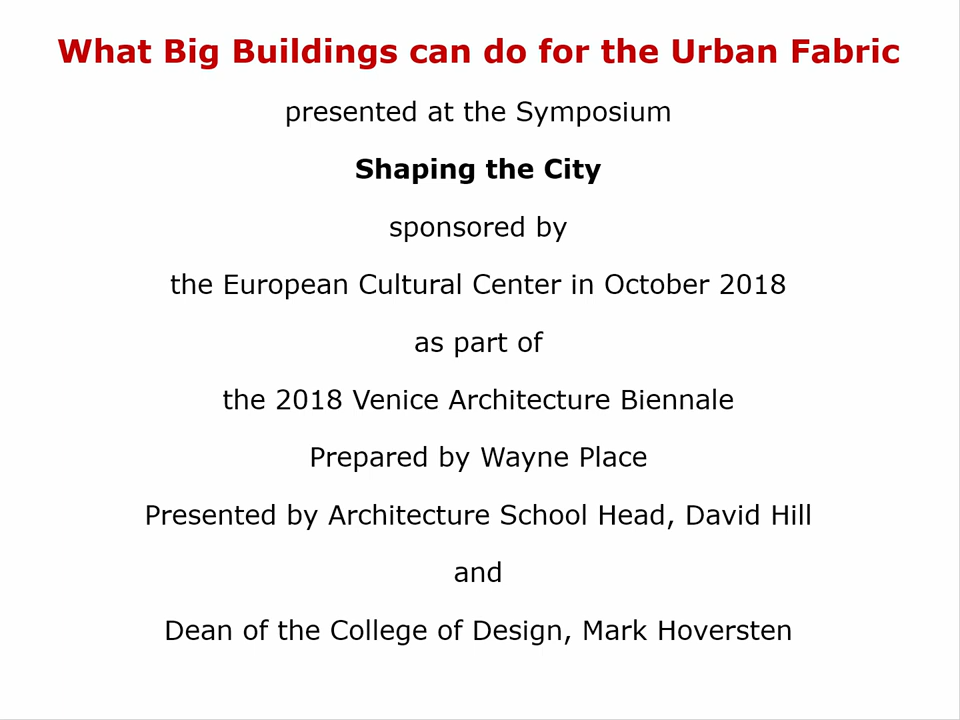 What Big Buildings can do for the Urban Fabric
presented at the Symposium
Shaping the City
sponsored by
the European Cultural Center in October 2018
as part of
the 2018 Venice Architecture Biennale
Prepared by Wayne Place
Presented by Architecture School Head, David Hill
and
Dean of the College of Design, Mark Hoversten